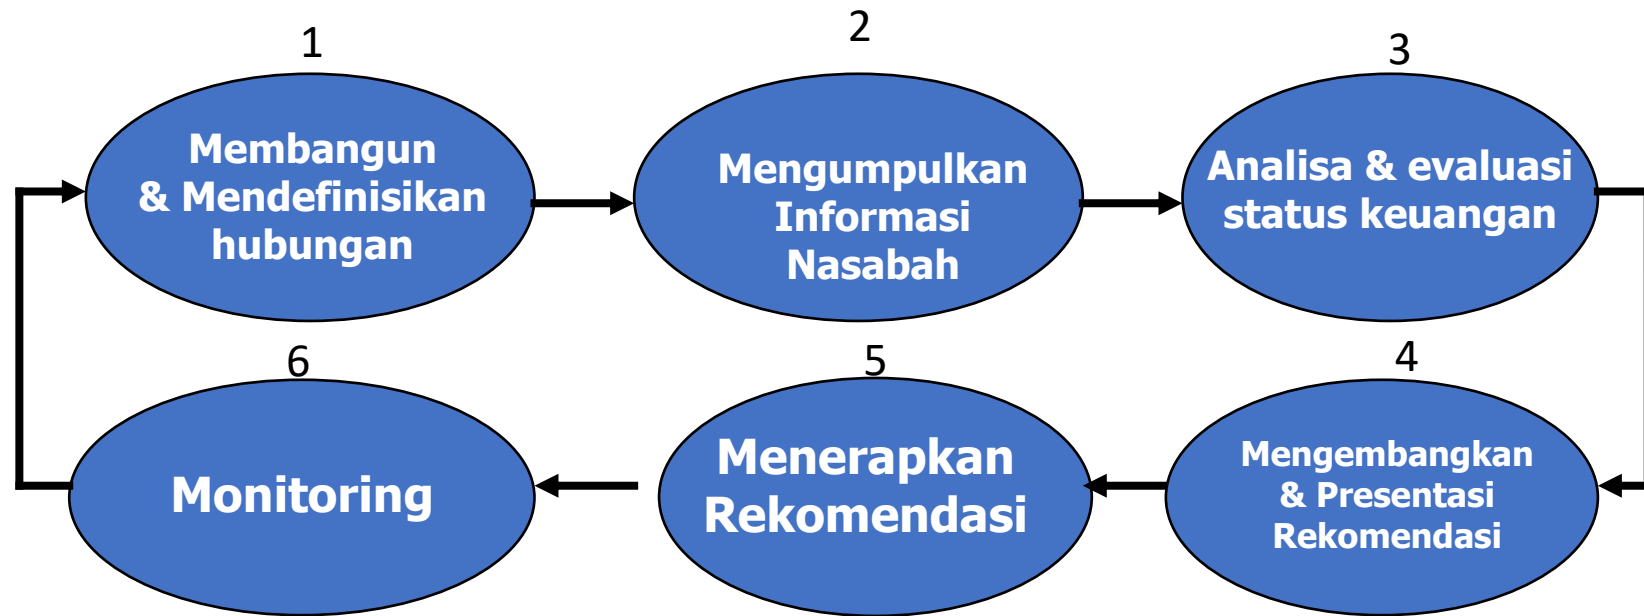 1
Membangun
& Mendefinisikan
hubungan
2
Mengumpulkan
Informasi
Nasabah
3
Analisa & evaluasi
status keuangan
4
Mengembangkan
& Presentasi
Rekomendasi
5
Menerapkan
Rekomendasi
6
Monitoring